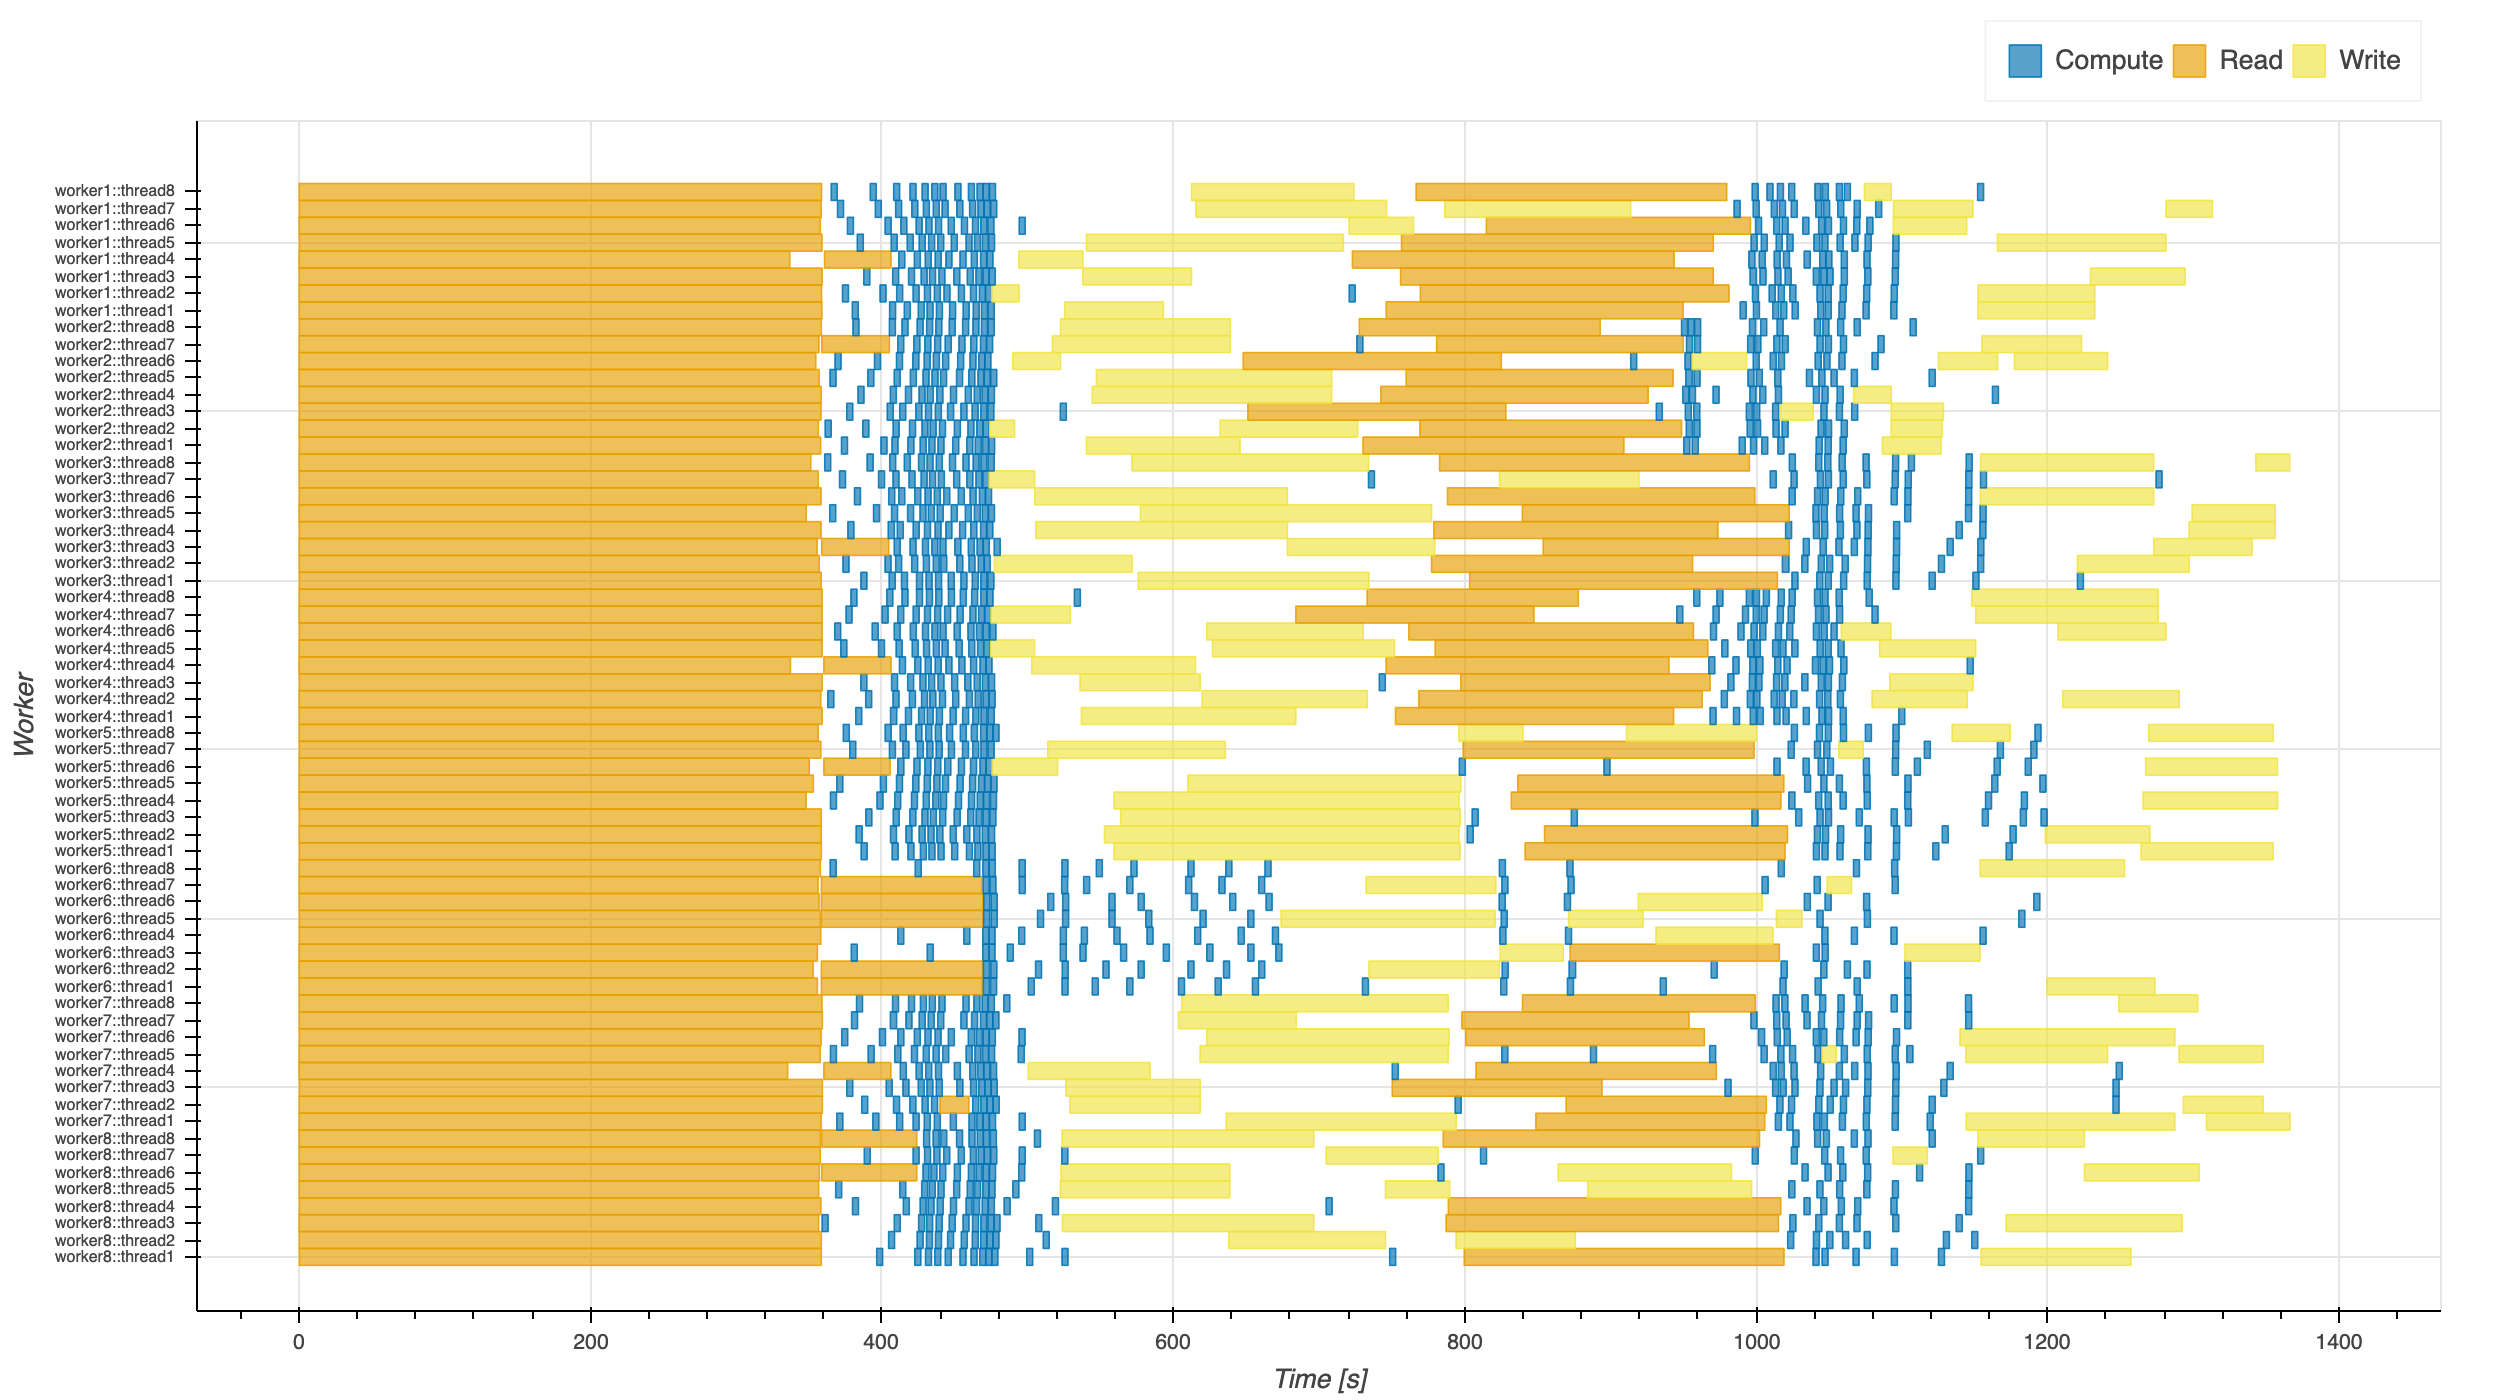 Compute Read Write
worker1::thread8
worker1::thread7
worker1::thread6
worker1::thread5
worker1::thread4
worker1::thread3
worker1::thread2
worker1::thread1
worker2::thread8
worker2::thread7
worker2::thread6
worker2::thread5
worker2::thread4
worker2::thread3
worker2::thread2
worker2::thread1
worker3::thread8
worker3::thread7
worker3::thread6
worker3::thread5
worker3::thread4
worker3::thread3
worker3::thread2
worker3::thread1
worker4::thread8
worker4::thread7
worker4::thread6
worker4::thread5
worker4::thread4
worker4::thread3
worker4::thread2
worker4::thread1
worker5::thread8
worker5::thread7
worker5::thread6
worker5::thread5
worker5::thread4
worker5::thread3
worker5::thread2
worker5::thread1
worker6::thread8
worker6::thread7
worker6::thread6
worker6::thread5
worker6::thread4
worker6::thread3
worker6::thread2
worker6::thread1
worker7::thread8
worker7::thread7
worker7::thread6
worker7::thread5
worker7::thread4
worker7::thread3
worker7::thread2
worker7::thread1
worker8::thread8
worker8::thread7
worker8::thread6
worker8::thread5
worker8::thread4
worker8::thread3
worker8::thread2
worker8::thread1
Worker
0 200 400 600 800 1000 1200 1400
Time [s]